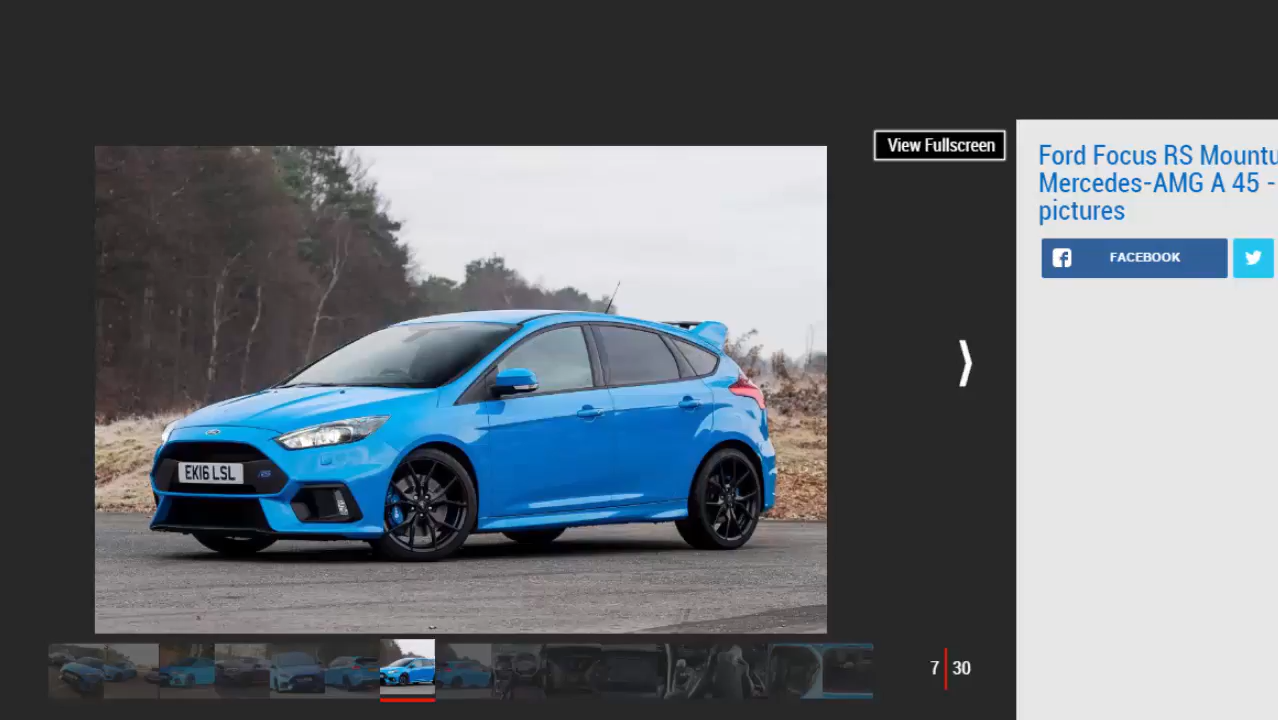 View Fullscreen
Ford Focus RS Mountu
Mercedes-AMG A 45 -
pictures
FACEBOOK
EK16 LSL
7 30